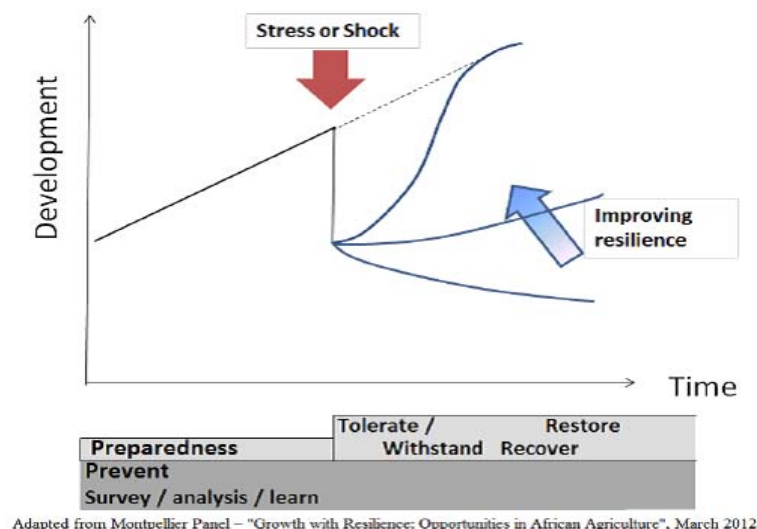 Stress or Shock
Development
Improving
resilience
Time
Tolerate / Restore
Preparedness Withstand Recover
Prevent
Survey / analysis / learn
Adapted from Montpellier Panel – "Growth with Resilience: Opportunities in African Agriculture", March 2012